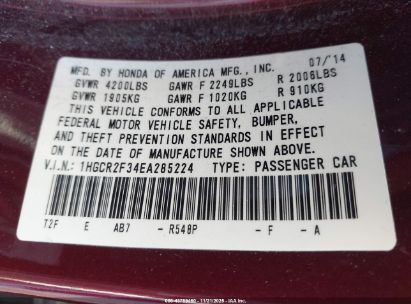 MFD. BY HONDA OF AMERICA MFG., INC. 07/14
GVWR 4200LBS GAWR F 2249LBS R 2006LBS
GVWR 1905KG GAWR F 1020KG R 910KG
THIS VEHICLE CONFORMS TO ALL APPLICABLE
FEDERAL MOTOR VEHICLE SAFETY, BUMPER,
AND THEFT PREVENTION STANDARDS IN EFFECT
ON THE DATE OF MANUFACTURE SHOWN ABOVE.
V.I.N.: 1HGCR2F34EA285224 TYPE: PASSENGER CAR
T2F E AB7 - R548P - F - A